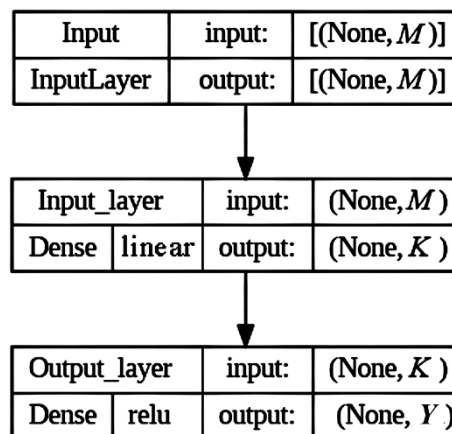 Input input: [(None, M)]
InputLayer output: [(None, M)]
Input_layer input: (None, M)
Dense linear output: (None, K )
Output_layer input: (None, K )
Dense relu output: (None, Y)